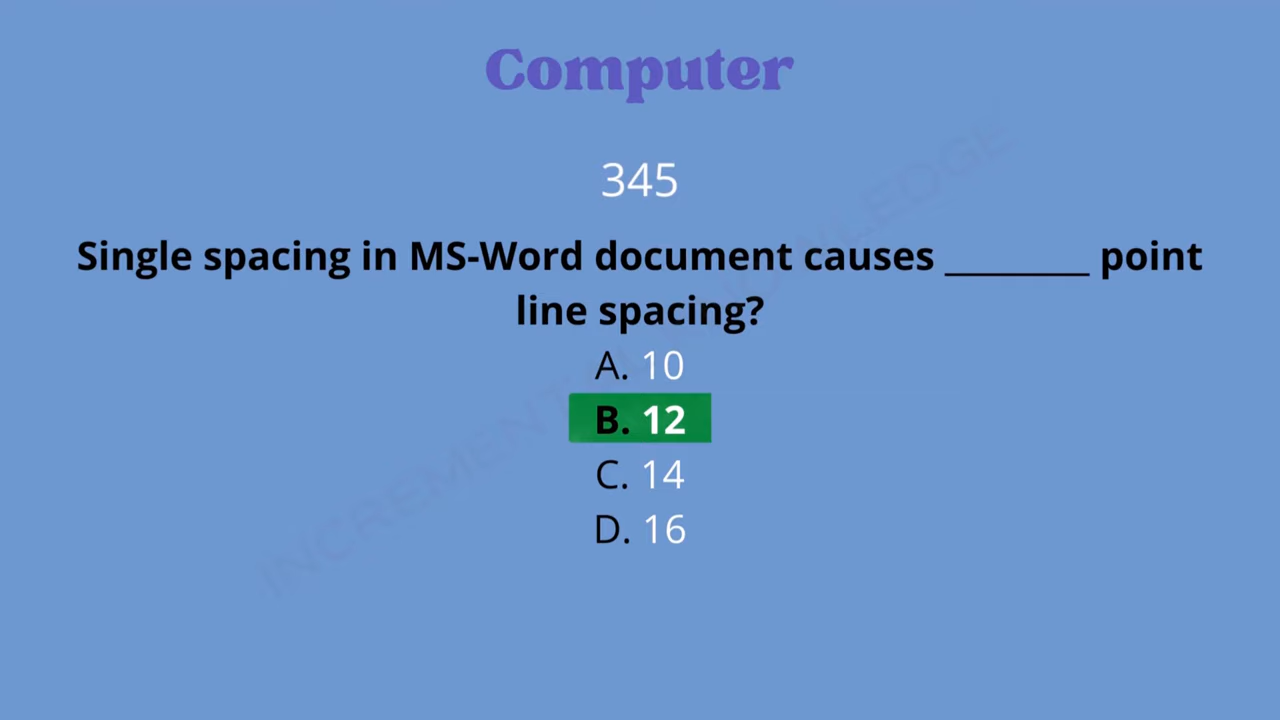 Computer
345
Single spacing in MS-Word document causes ________ point
line spacing?
A. 10
B. 12
C. 14
D. 16